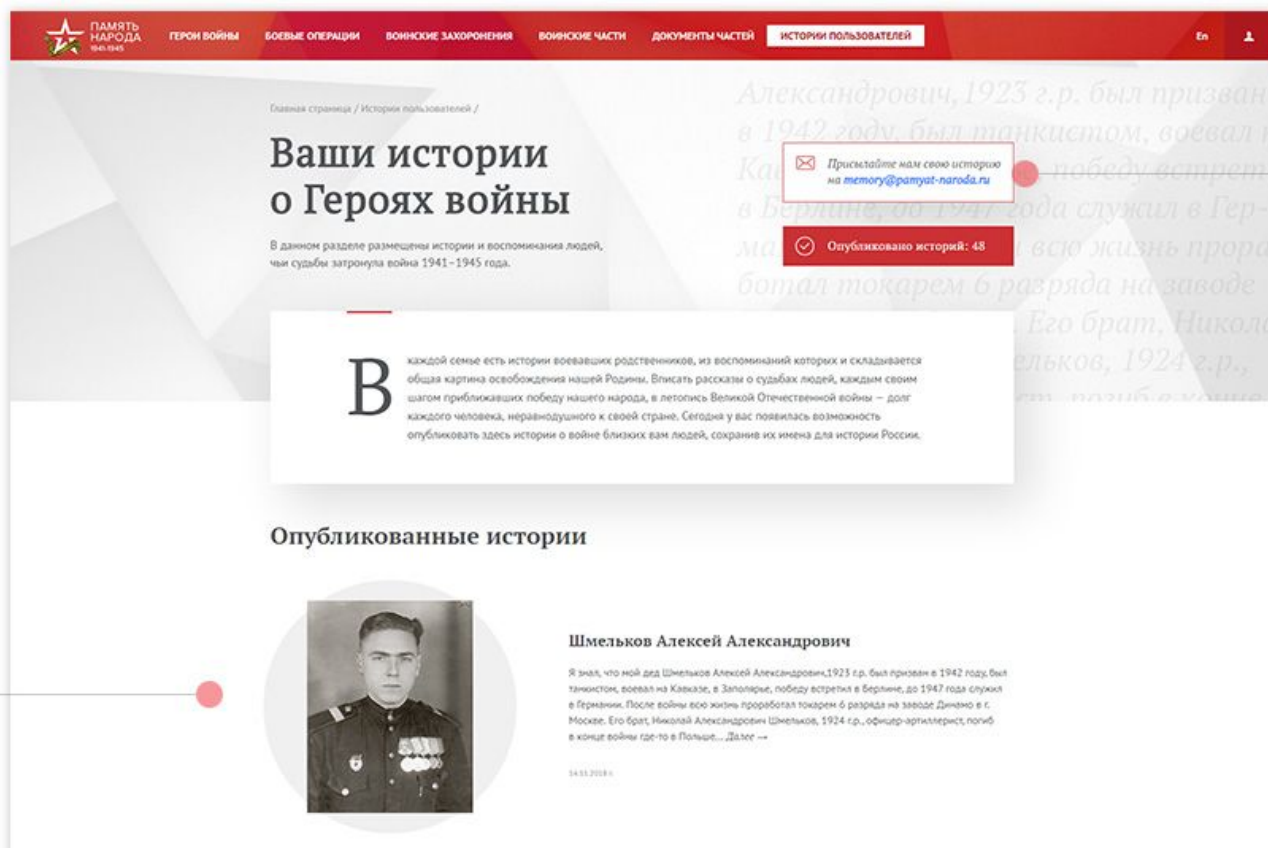 ПАМЯТЬ
НАРОДА
1941-1945
ГЕРОИ ВОЙНЫ
БОЕВЫЕ ОПЕРАЦИИ
ВОИНСКИЕ ЗАХОРОНЕНИЯ
ВОИНСКИЕ ЧАСТИ
ДОКУМЕНТЫ ЧАСТЕЙ
ИСТОРИИ ПОЛЬЗОВАТЕЛЕЙ
En
Главная страница / Истории пользователей /
Ваши истории
о Героях войны
В данном разделе размещены истории и воспоминания людей,
чьи судьбы затронула война 1941–1945 года.
Александрович, 1923 г.р. был призван
в 1942 году, был танкистом, воевал
победу встрет
в Берлине, до 1947 года служил в Гер-
ма всю жизнь прора
ботал токарем 6 разряда на заводе
Его брат, Никола
ельков, 1924 г.р.,
погиб в конце
Присылайте нам свою историю
на memory@pamyat-naroda.ru
Опубликовано историй: 48
В каждой семье есть истории воевавших родственников, из воспоминаний которых и складывается
общая картина освобождения нашей Родины. Вписать рассказы о судьбах людей, каждым своим
шагом приближавших победу нашего народа, в летопись Великой Отечественной войны — долг
каждого человека, неравнодушного к своей стране. Сегодня у вас появилась возможность
опубликовать здесь истории о войне близких вам людей, сохранив их имена для истории России.
Опубликованные истории
Шмельков Алексей Александрович
Я знал, что мой дед Шмельков Алексей Александрович,1923 г.р. был призван в 1942 году, был
танкистом, воевал на Кавказе, в Заполярье, победу встретил в Берлине, до 1947 года служил
в Германии. После войны всю жизнь проработал токарем 6 разряда на заводе Динамо в г.
Москве. Его брат, Николай Александрович Шмельков, 1924 г.р., офицер-артиллерист, погиб
в конце войны где-то в Польше... Далее →
14.11.2018 г.